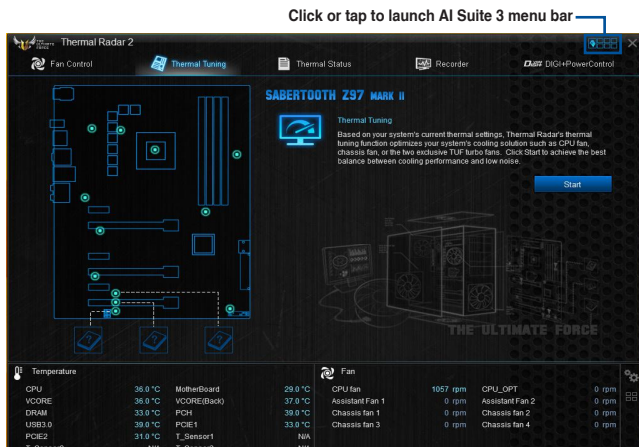 Click or tap to launch AI Suite 3 menu bar
THE ULTIMATE FORCE
Thermal Radar 2
Fan Control
Thermal Tuning
Thermal Status
Recorder
DIGI+PowerControl
SABERTOOTH Z97 MARK II
Thermal Tuning
Based on your system's current thermal settings, Thermal Radar's thermal
tuning function optimizes your system's cooling solution such as CPU fan,
chassis fan, or the two exclusive TUF turbo fans. Click Start to achieve the best
balance between cooling performance and low noise.
Start
THE ULTIMATE FORCE
Temperature
CPU 36.0 °C MotherBoard 29.0 °C
VCORE 36.0 °C VCORE(Back) 37.0 °C
DRAM 33.0 °C PCH 39.0 °C
USB3.0 39.0 °C PCIE1 33.0 °C
PCIE2 31.0 °C T_Sensor1 N/A
Fan
CPU fan 1057 rpm CPU_OPT 0 rpm
Assistant Fan 1 0 rpm Assistant Fan 2 0 rpm
Chassis fan 1 0 rpm Chassis fan 2 0 rpm
Chassis fan 3 0 rpm Chassis fan 4 0 rpm